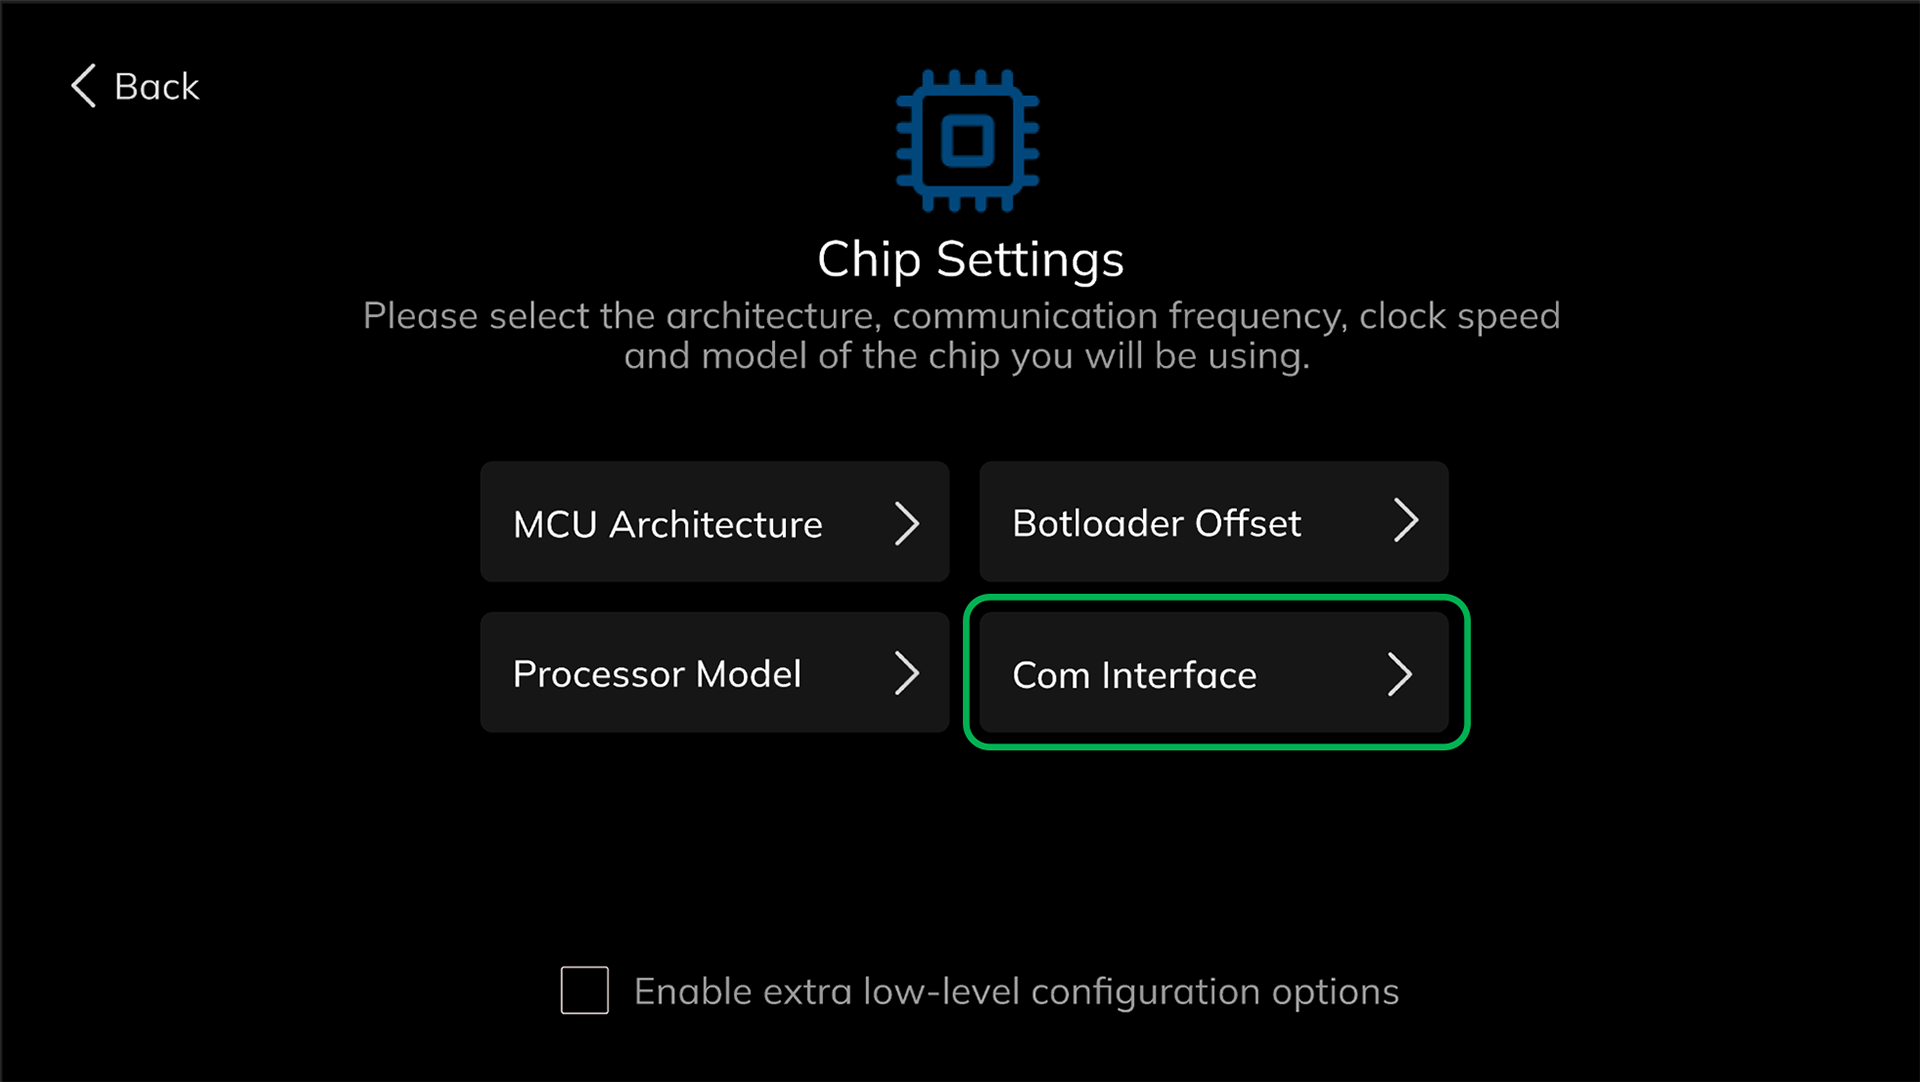 Back
Chip Settings
Please select the architecture, communication frequency, clock speed
and model of the chip you will be using.
MCU Architecture
Botloader Offset
Processor Model
Com Interface
Enable extra low-level configuration options